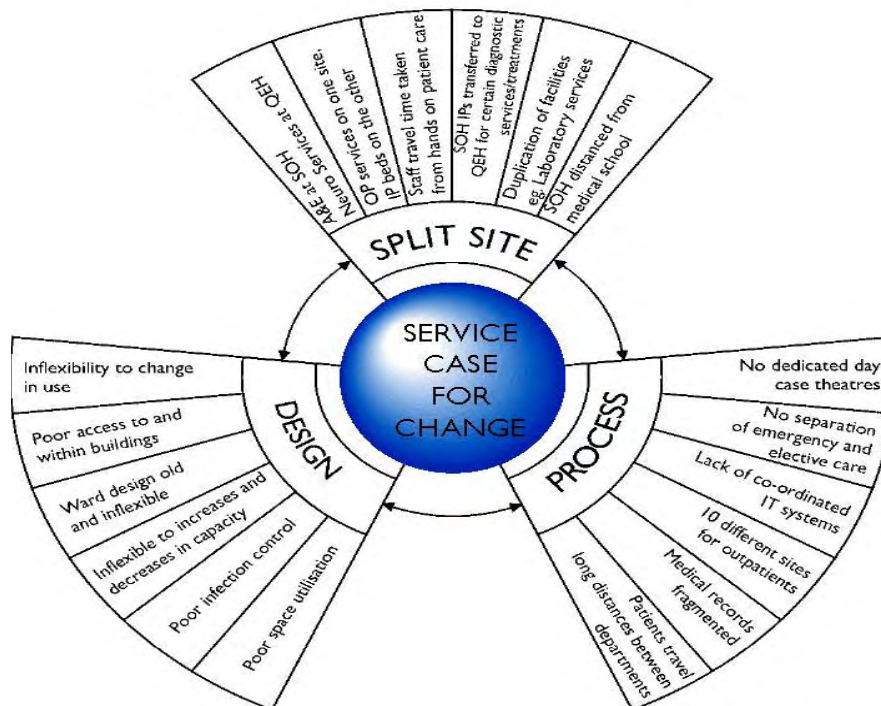 A&E at SOH
Neuro Services at QEH
OP services on one site,
IP beds on the other
Staff travel time taken
from hands on patient care
SOH IPs transferred to
QEH for certain diagnostic
services/treatments
Duplication of facilities
eg. Laboratory services
SOH distanced from
medical school
SPLIT SITE
SERVICE
CASE
FOR
CHANGE
DESIGN
Inflexibility to change
in use
Poor access to and
within buildings
Ward design old
and inflexible
Inflexible to increases and
decreases in capacity
Poor infection control
Poor space utilisation
PROCESS
No dedicated day
case theatres
No separation
of emergency and
elective care
Lack of co-ordinated
IT systems
10 different sites
for outpatients
Medical records
fragmented
Patients travel
long distances between
departments